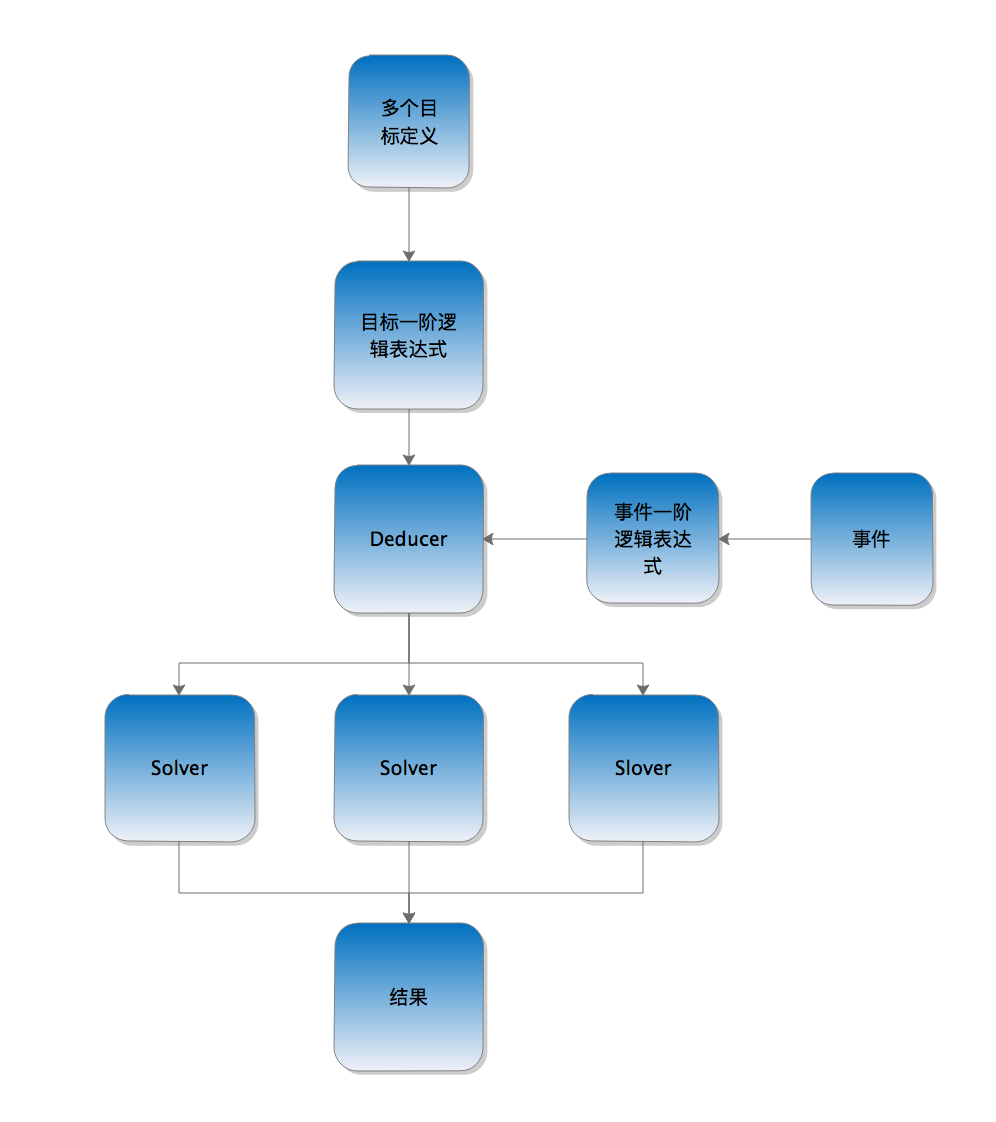 多个目
标定义
目标一阶逻
辑表达式
Deducer
事件一阶
逻辑表达
式
事件
Solver
Solver
Slover
结果